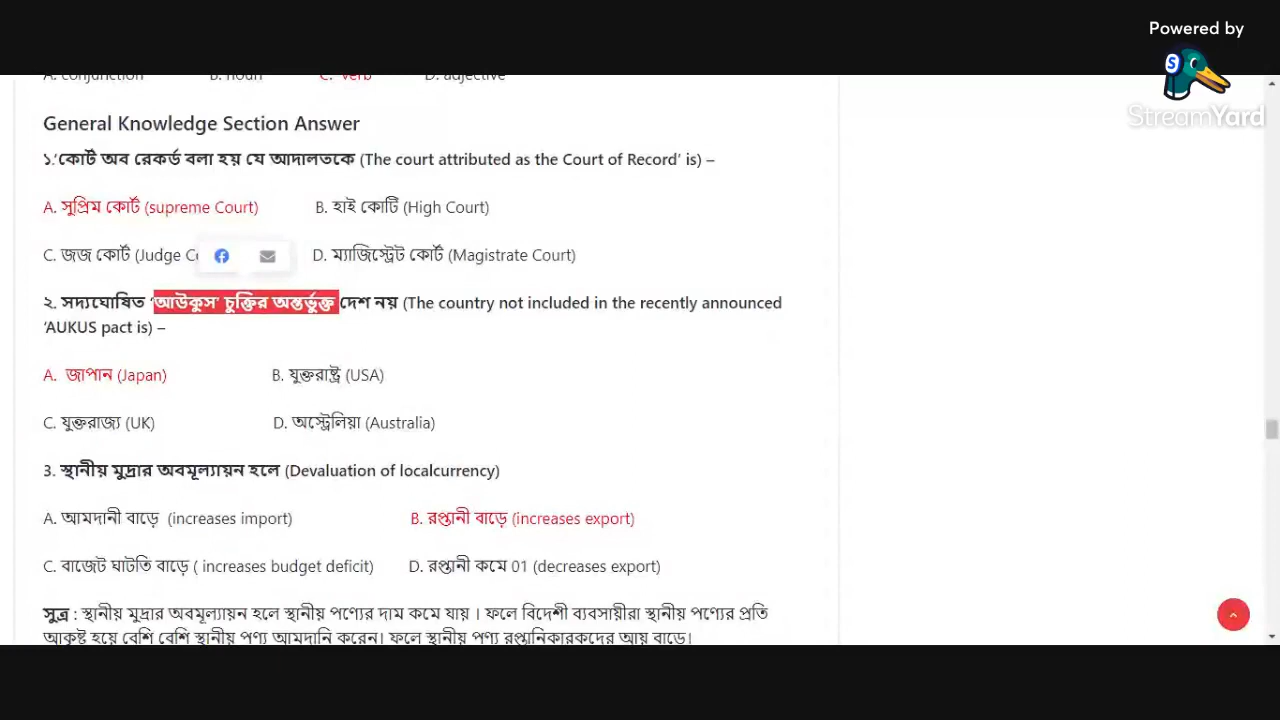 Powered by
StreamYard
A. conjunction B. noun C. verb D. adjective
General Knowledge Section Answer
১.‘কোর্ট অব রেকর্ড বলা হয় যে আদালতকে (The court attributed as the Court of Record’ is) –
A. সুপ্রিম কোর্ট (supreme Court) B. হাই কোটি (High Court)
C. জজ কোর্ট (Judge C D. ম্যাজিস্ট্রেট কোর্ট (Magistrate Court)
২. সদ্যঘোষিত ‘আউকুস’ চুক্তির অন্তর্ভুক্ত দেশ নয় (The country not included in the recently announced
‘AUKUS pact is) –
A. জাপান (Japan) B. যুক্তরাষ্ট্র (USA)
C. যুক্তরাজ্য (UK) D. অস্ট্রেলিয়া (Australia)
3. স্থানীয় মুদ্রার অবমূল্যায়ন হলে (Devaluation of localcurrency)
A. আমদানী বাড়ে (increases import) B. রপ্তানী বাড়ে (increases export)
C. বাজেট ঘাটতি বাড়ে ( increases budget deficit) D. রপ্তানী কমে 01 (decreases export)
সুত্র : স্থানীয় মুদ্রার অবমূল্যায়ন হলে স্থানীয় পণ্যের দাম কমে যায় । ফলে বিদেশী ব্যবসায়ীরা স্থানীয় পণ্যের প্রতি
আকৃষ্ট হয়ে বেশি বেশি স্থানীয় পণ্য আমদানি করেন। ফলে স্থানীয় পণ্য রপ্তানিকারকদের আয় বাড়ে।